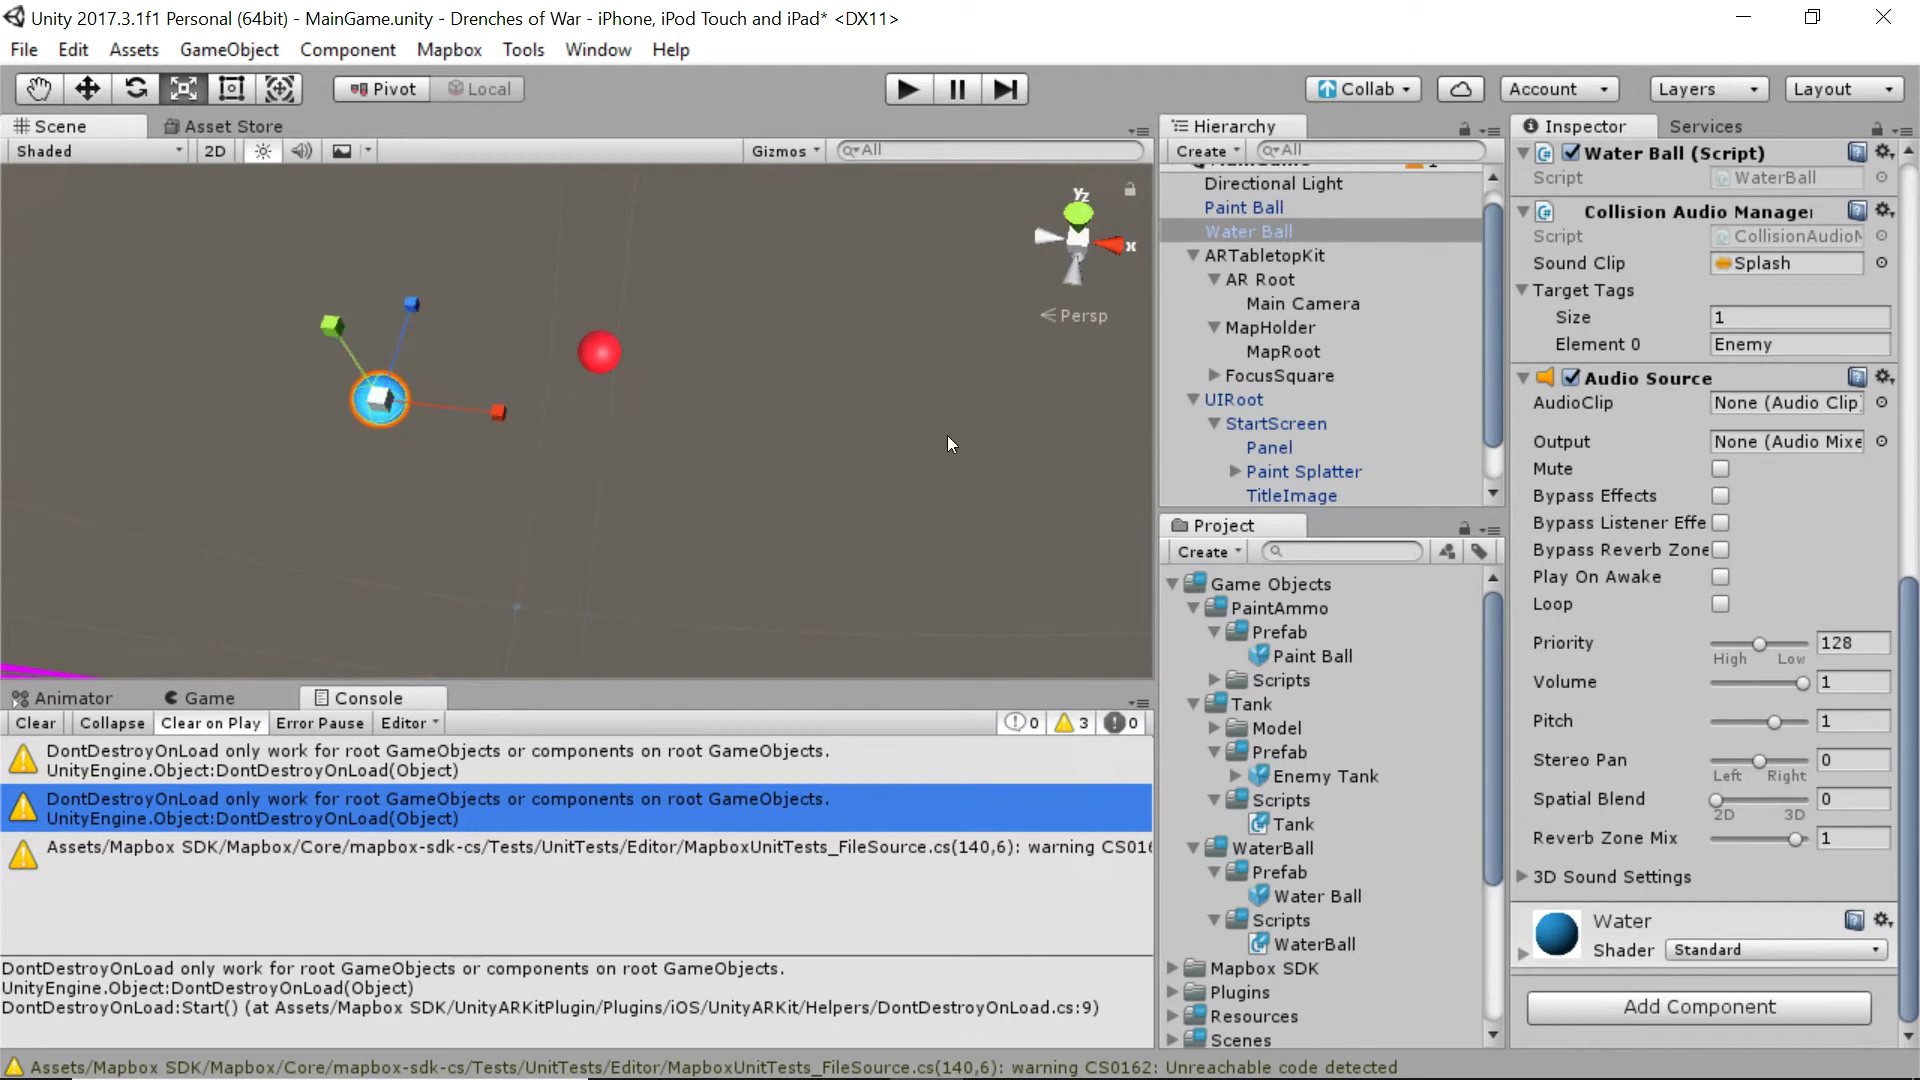 Unity 2017.3.1f1 Personal (64bit) - MainGame.unity - Drenches of War - iPhone, iPod Touch and iPad* <DX11>
File Edit Assets GameObject Component Mapbox Tools Window Help
Pivot Local Collab Account Layers Layout
Scene Asset Store
Shaded 2D Gizmos All
Y Z
x
Persp
Hierarchy
Create All
Directional Light
Paint Ball
Water Ball
ARTabletopKit
AR Root
Main Camera
MapHolder
MapRoot
FocusSquare
UIRoot
StartScreen
Panel
Paint Splatter
TitleImage
Project
Create
Game Objects
PaintAmmo
Prefab
Paint Ball
Scripts
Tank
Model
Prefab
Enemy Tank
Scripts
Tank
WaterBall
Prefab
Water Ball
Scripts
WaterBall
Mapbox SDK
Plugins
Resources
Scenes
Inspector Services
Water Ball (Script)
Script WaterBall
Collision Audio Manager
Script CollisionAudioM
Sound Clip Splash
Target Tags
Size 1
Element 0 Enemy
Audio Source
AudioClip None (Audio Clip)
Output None (Audio Mixe
Mute
Bypass Effects
Bypass Listener Effe
Bypass Reverb Zone
Play On Awake
Loop
Priority 128
High Low
Volume 1
Pitch 1
Stereo Pan 0
Left Right
Spatial Blend 0
2D 3D
Reverb Zone Mix 1
3D Sound Settings
Water
Shader Standard
Add Component
Animator Game Console
Clear Collapse Clear on Play Error Pause Editor 0 3 0
DontDestroyOnLoad only work for root GameObjects or components on root GameObjects.
UnityEngine.Object:DontDestroyOnLoad(Object)
DontDestroyOnLoad only work for root GameObjects or components on root GameObjects.
UnityEngine.Object:DontDestroyOnLoad(Object)
Assets/Mapbox SDK/Mapbox/Core/mapbox-sdk-cs/Tests/UnitTests/Editor/MapboxUnitTests_FileSource.cs(140,6): warning CS016
DontDestroyOnLoad only work for root GameObjects or components on root GameObjects.
UnityEngine.Object:DontDestroyOnLoad(Object)
DontDestroyOnLoad:Start() (at Assets/Mapbox SDK/UnityARKitPlugin/Plugins/iOS/UnityARKit/Helpers/DontDestroyOnLoad.cs:9)
Assets/Mapbox SDK/Mapbox/Core/mapbox-sdk-cs/Tests/UnitTests/Editor/MapboxUnitTests_FileSource.cs(140,6): warning CS0162: Unreachable code detected